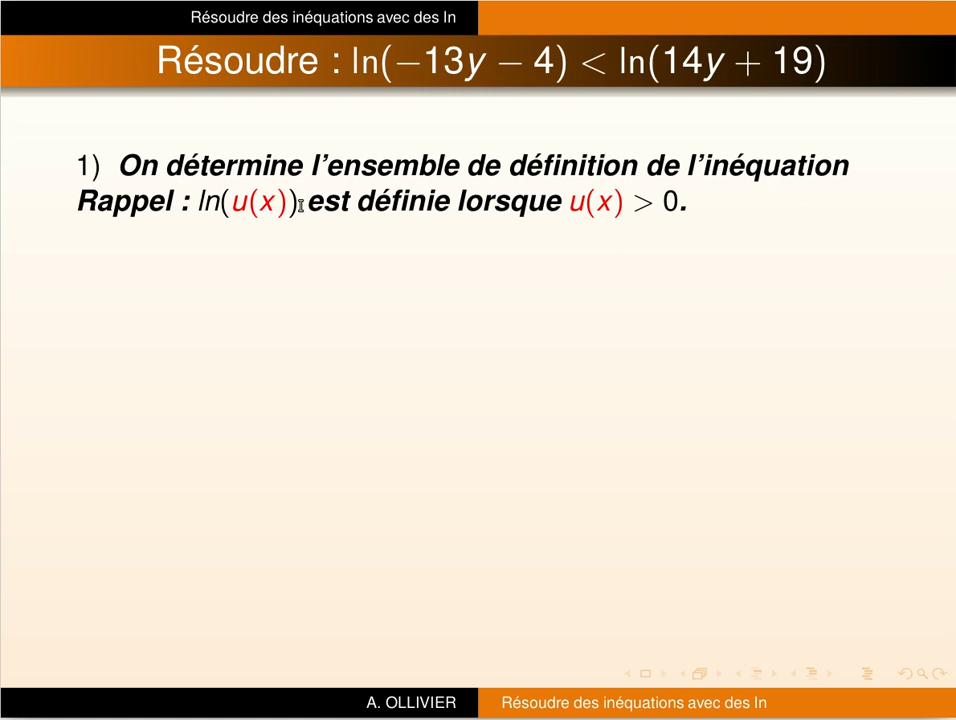 Résoudre des inéquations avec des ln
Résoudre : ln(−13y − 4) < ln(14y + 19)
1) On détermine l'ensemble de définition de l'inéquation
Rappel : ln(u(x)) est définie lorsque u(x) > 0.
A. OLLIVIER Résoudre des inéquations avec des ln